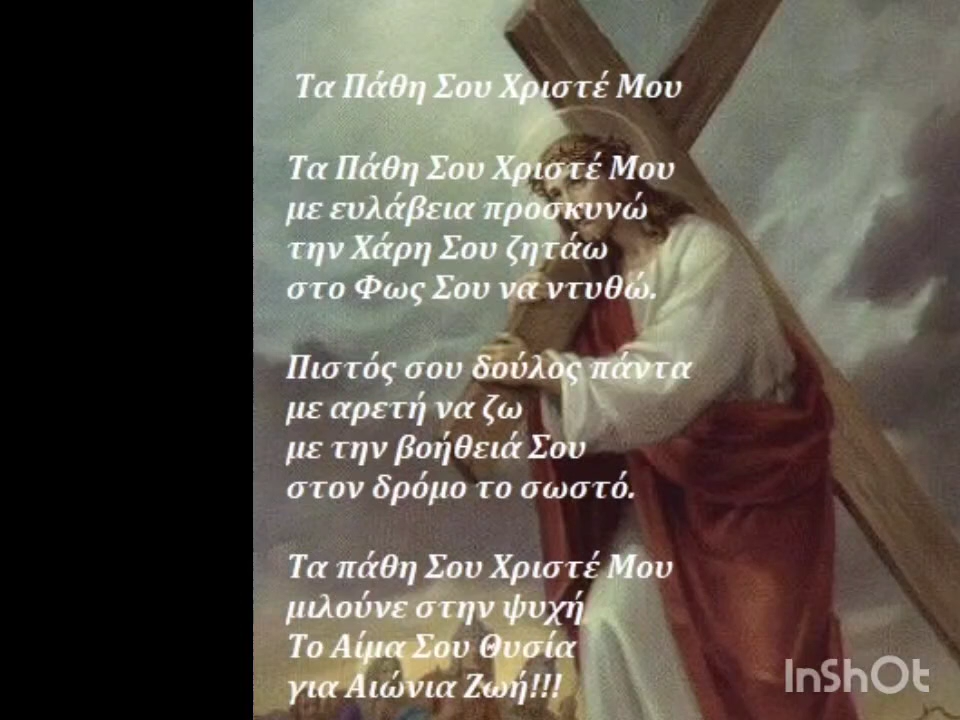 Τα Πάθη Σου Χριστέ Μου
Τα Πάθη Σου Χριστέ Μου
με ευλάβεια προσκυνώ
την Χάρη Σου ζητάω
στο Φως Σου να ντυθώ.
Πιστός σου δούλος πάντα
με αρετή να ζω
με την βοήθειά Σου
στον δρόμο το σωστό.
Τα πάθη Σου Χριστέ Μου
μιλούνε στην ψυχή
Το Αίμα Σου Θυσία
για Αιώνια Ζωή!!!
InShOt